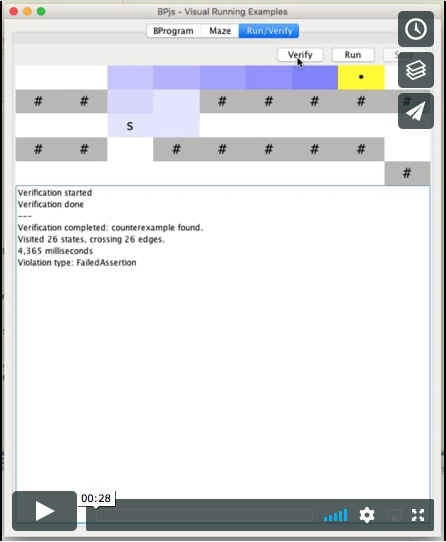 BPjs - Visual Running Examples
BProgram Maze Run/Verify
Verify Run
•
# # # # # # #
S
# # # # # # #
#
Verification started
Verification done
---
Verification completed: counterexample found.
Visited 26 states, crossing 26 edges.
4,365 milliseconds
Violation type: FailedAssertion
00:28